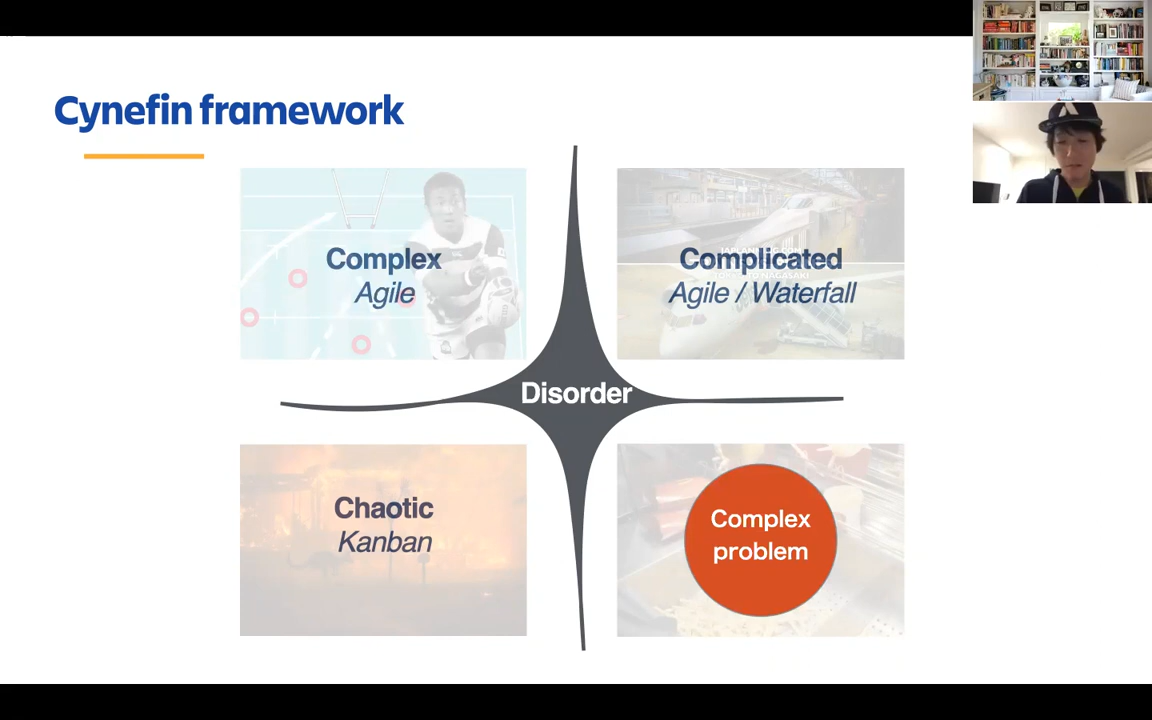 Cynefin framework
Complex
Agile
Complicated
Agile / Waterfall
Disorder
Chaotic
Kanban
Complex
problem